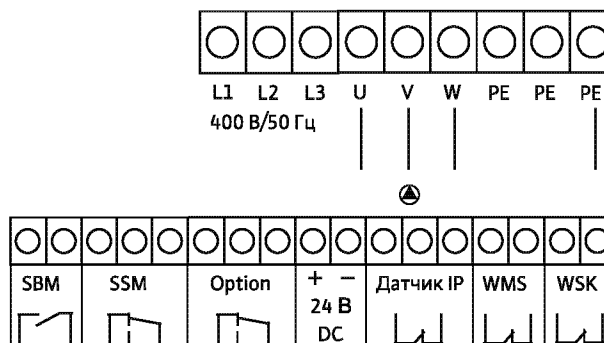 L1 L2 L3 U V W PE PE PE
400 В/50 Гц
SBM SSM Option + − Датчик IP WMS WSK
24 В
DC